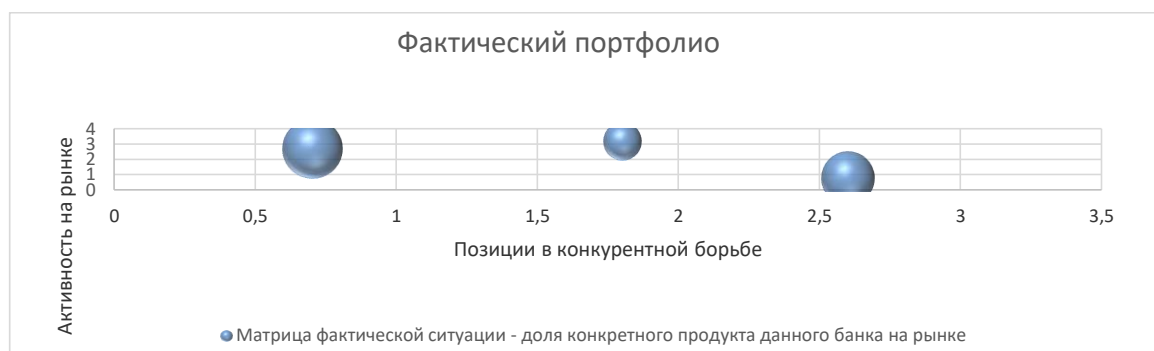 Фактический портфолио
Активность на рынке
4
3
2
1
0
0 0,5 1 1,5 2 2,5 3 3,5
Позиции в конкурентной борьбе
Матрица фактической ситуации - доля конкретного продукта данного банка на рынке